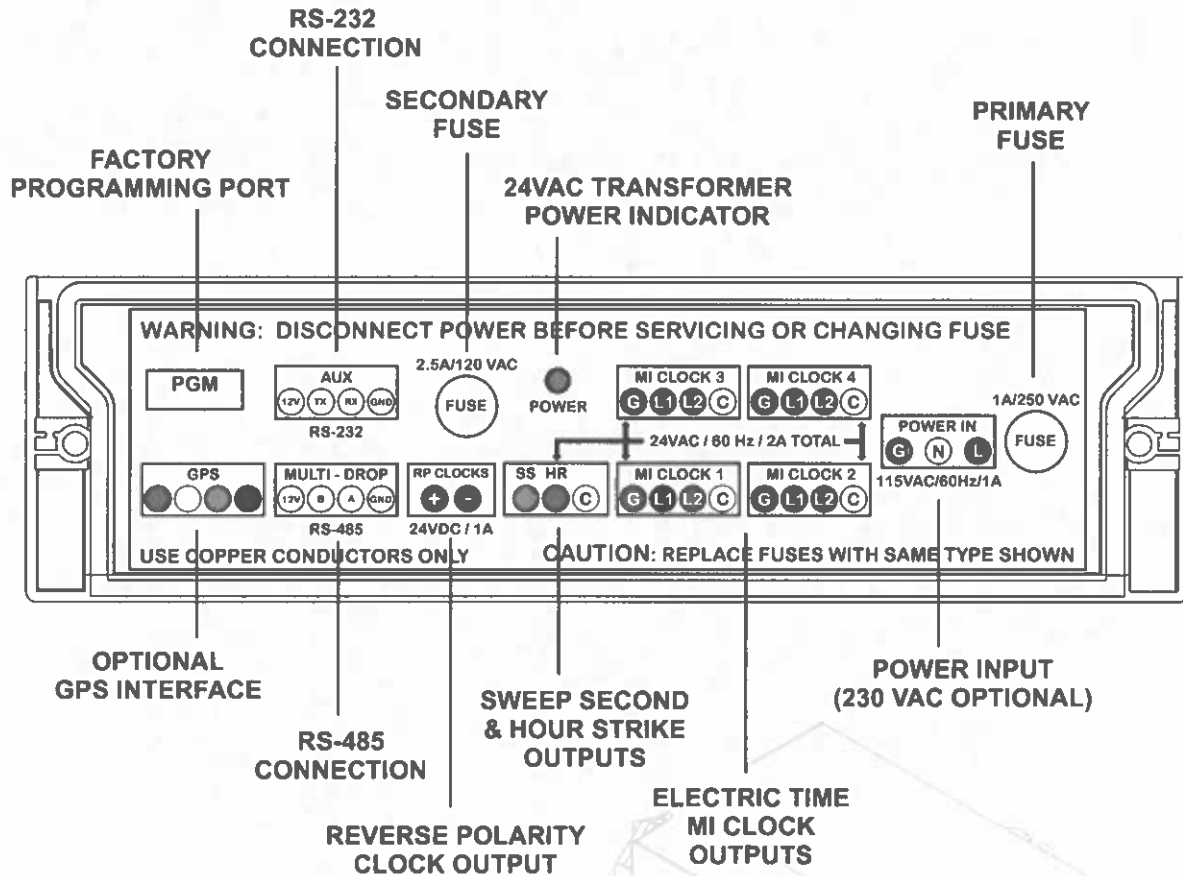 RS-232
CONNECTION
SECONDARY
FUSE
PRIMARY
FUSE
FACTORY
PROGRAMMING PORT
24VAC TRANSFORMER
POWER INDICATOR
WARNING: DISCONNECT POWER BEFORE SERVICING OR CHANGING FUSE
PGM
AUX
12V TX RX GND
RS-232
2.5A/120 VAC
FUSE
POWER
MI CLOCK 3
G L1 L2 C
MI CLOCK 4
G L1 L2 C
24VAC / 60 Hz / 2A TOTAL
POWER IN
G N L
115VAC/60Hz/1A
1A/250 VAC
FUSE
GPS
MULTI - DROP
12V B A GND
RS-485
RP CLOCKS
+ -
24VDC / 1A
SS HR
C
MI CLOCK 1
G L1 L2 C
MI CLOCK 2
G L1 L2 C
USE COPPER CONDUCTORS ONLY
CAUTION: REPLACE FUSES WITH SAME TYPE SHOWN
OPTIONAL
GPS INTERFACE
RS-485
CONNECTION
REVERSE POLARITY
CLOCK OUTPUT
SWEEP SECOND
& HOUR STRIKE
OUTPUTS
ELECTRIC TIME
MI CLOCK
OUTPUTS
POWER INPUT
(230 VAC OPTIONAL)